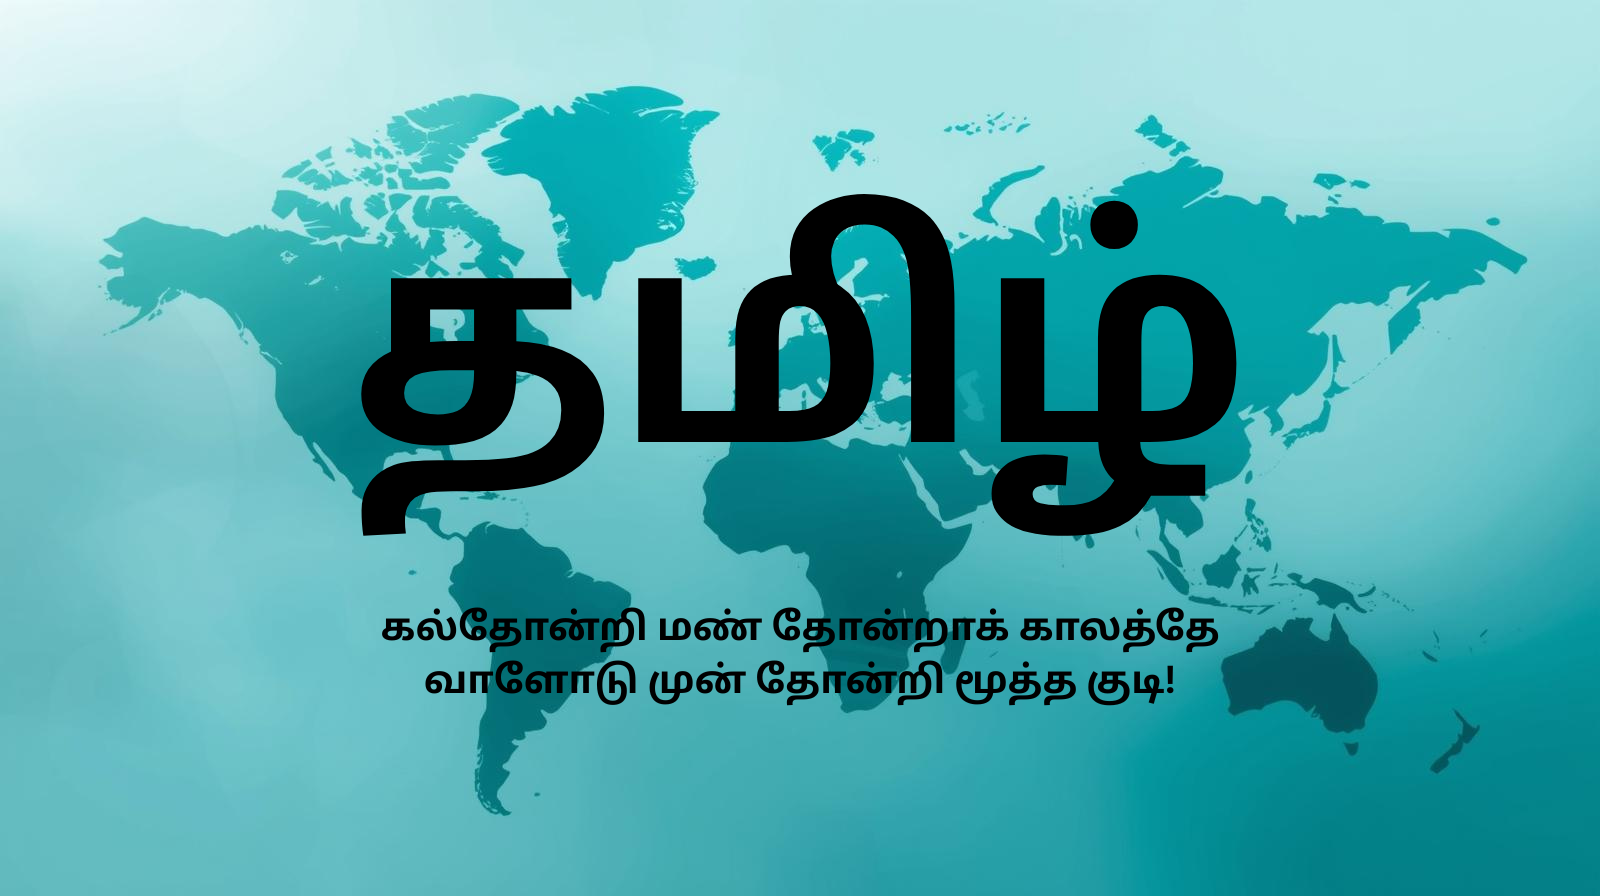 தமிழ்
கல்தோன்றி மண் தோன்றாக் காலத்தே
வாளோடு முன் தோன்றி மூத்த குடி!